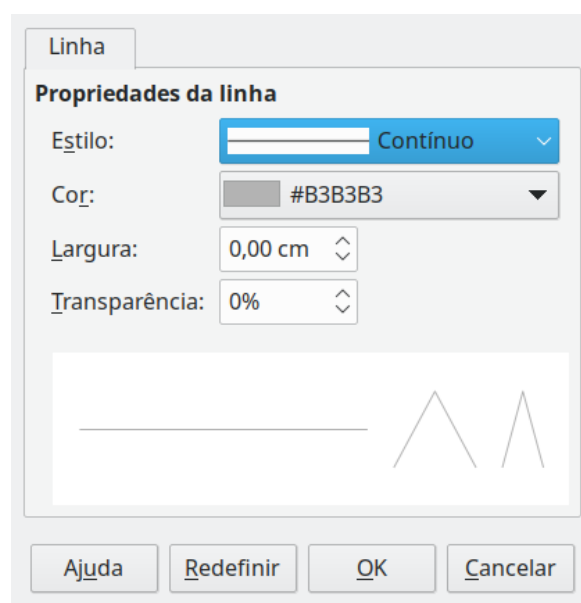 Linha
Propriedades da linha
Estilo: Contínuo
Cor: #B3B3B3
Largura: 0,00 cm
Transparência: 0%
Ajuda Redefinir OK Cancelar